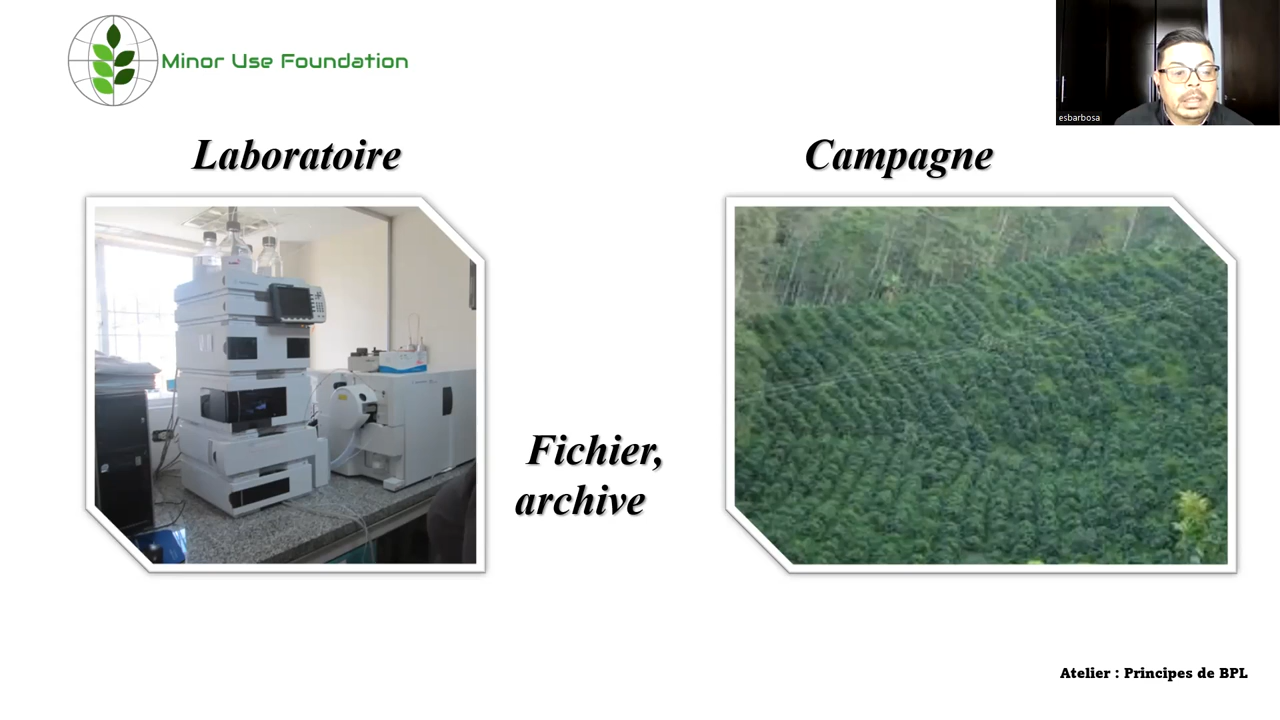 Minor Use Foundation
esbarbosa
Laboratoire
Campagne
Fichier,
archive
Atelier : Principes de BPL